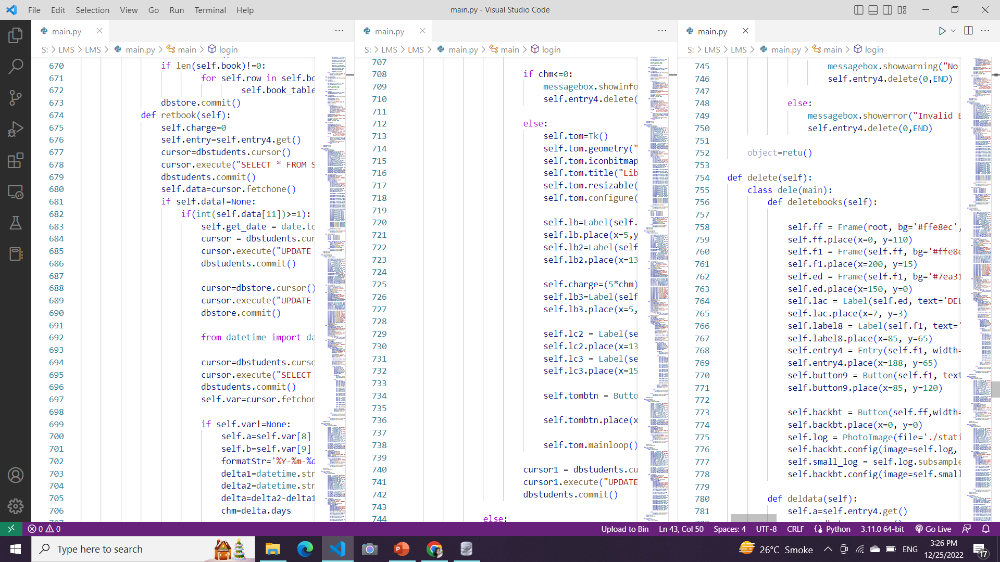 File Edit Selection View Go Run Terminal Help
main.py - Visual Studio Code
main.py
S: > LMS > LMS > main.py > main > login
670 if len(self.book)!=0:
671 for self.row in self.bo
672 self.book_table
673 dbstore.commit()
674 def retbook(self):
675 self.charge=0
676 self.entry=self.entry4.get()
677 cursor=dbstudents.cursor()
678 cursor.execute("SELECT * FROM S
679 dbstudents.commit()
680 self.data=cursor.fetchone()
681 if self.data!=None:
682 if(int(self.data[11])>=1):
683 self.get_date = date.to
684 cursor = dbstudents.cur
685 cursor.execute("UPDATE
686 dbstudents.commit()
687
688 cursor=dbstore.cursor()
689 cursor.execute("UPDATE
690 dbstore.commit()
691
692 from datetime import da
693
694 cursor=dbstudents.curso
695 cursor.execute("SELECT
696 dbstudents.commit()
697 self.var=cursor.fetchon
698
699 if self.var!=None:
700 self.a=self.var[8]
701 self.b=self.var[9]
702 formatStr='%Y-%m-%d
703 delta1=datetime.str
704 delta2=datetime.str
705 delta=delta2-delta1
706 chm=delta.days
707
main.py
S: > LMS > LMS > main.py > main > login
707
708 if chm<=0:
709 messagebox.showinfo
710 self.entry4.delete(
711
712 else:
713 self.tom=Tk()
714 self.tom.geometry("
715 self.tom.iconbitmap
716 self.tom.title("Lib
717 self.tom.resizable(
718 self.tom.configure(
719
720 self.lb=Label(self.
721 self.lb.place(x=5,y
722 self.lb2=Label(self
723 self.lb2.place(x=13
724
725 self.charge=(5*chm)
726 self.lb3=Label(self
727 self.lb3.place(x=5,
728
729 self.lc2 = Label(se
730 self.lc2.place(x=13
731 self.lc3 = Label(se
732 self.lc3.place(x=15
733
734 self.tombtn = Butto
735
736 self.tombtn.place(x
737
738 self.tom.mainloop()
739
740 cursor1 = dbstudents.cu
741 cursor1.execute("UPDATE
742 dbstudents.commit()
743
744 else:
main.py
S: > LMS > LMS > main.py > main > login
745 messagebox.showwarning("No
746 self.entry4.delete(0,END)
747
748 else:
749 messagebox.showerror("Invalid E
750 self.entry4.delete(0,END)
751
752 object=retu()
753
754 def delete(self):
755 class dele(main):
756 def deletebooks(self):
757
758 self.ff = Frame(root, bg='#ffe8ec',
759 self.ff.place(x=0, y=110)
760 self.f1 = Frame(self.ff, bg='#ffe8e
761 self.f1.place(x=200, y=15)
762 self.ed = Frame(self.f1, bg='#7ea31
763 self.ed.place(x=150, y=0)
764 self.lac = Label(self.ed, text='DEL
765 self.lac.place(x=7, y=3)
766 self.label8 = Label(self.f1, text='
767 self.label8.place(x=85, y=65)
768 self.entry4 = Entry(self.f1, width=
769 self.entry4.place(x=188, y=65)
770 self.button9 = Button(self.f1, text
771 self.button9.place(x=85, y=120)
772
773 self.backbt = Button(self.ff,width=
774 self.backbt.place(x=0, y=0)
775 self.log = PhotoImage(file='./stati
776 self.backbt.config(image=self.log,
777 self.small_log = self.log.subsample
778 self.backbt.config(image=self.small
779
780 def deldata(self):
781 self.a=self.entry4.get()
0 0 Upload to Bin Ln 43, Col 50 Spaces: 4 UTF-8 CRLF Python 3.11.0 64-bit Go Live
Type here to search
26°C Smoke ENG 3:26 PM
12/25/2022
17